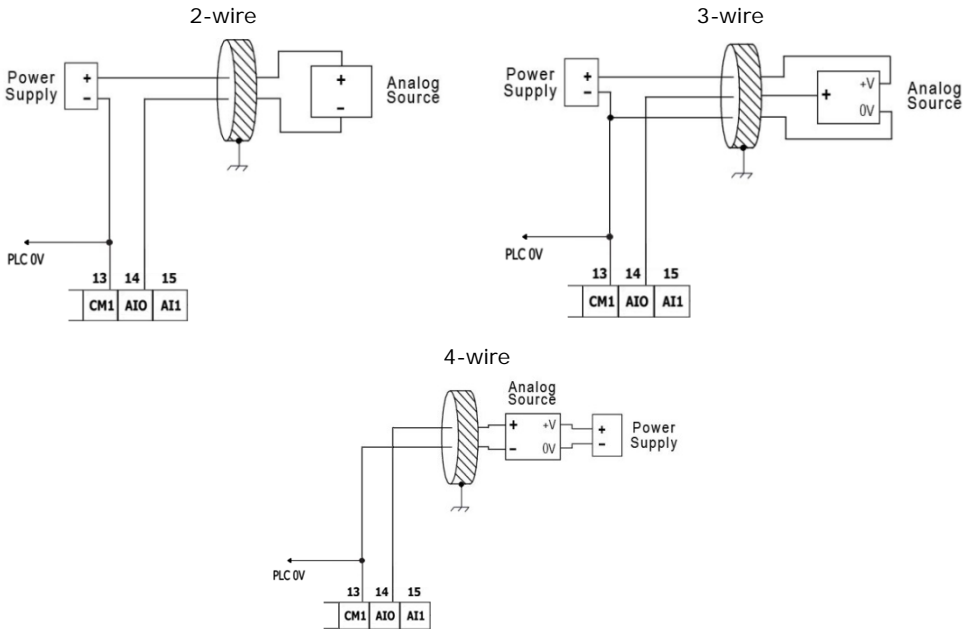 2-wire
Power
Supply
+
−
+
−
Analog
Source
PLC 0V
13 14 15
CM1 AI0 AI1
3-wire
Power
Supply
+
−
+
+V
0V
Analog
Source
PLC 0V
13 14 15
CM1 AI0 AI1
4-wire
Analog
Source
+ +V
− 0V
+
−
Power
Supply
PLC 0V
13 14 15
CM1 AI0 AI1